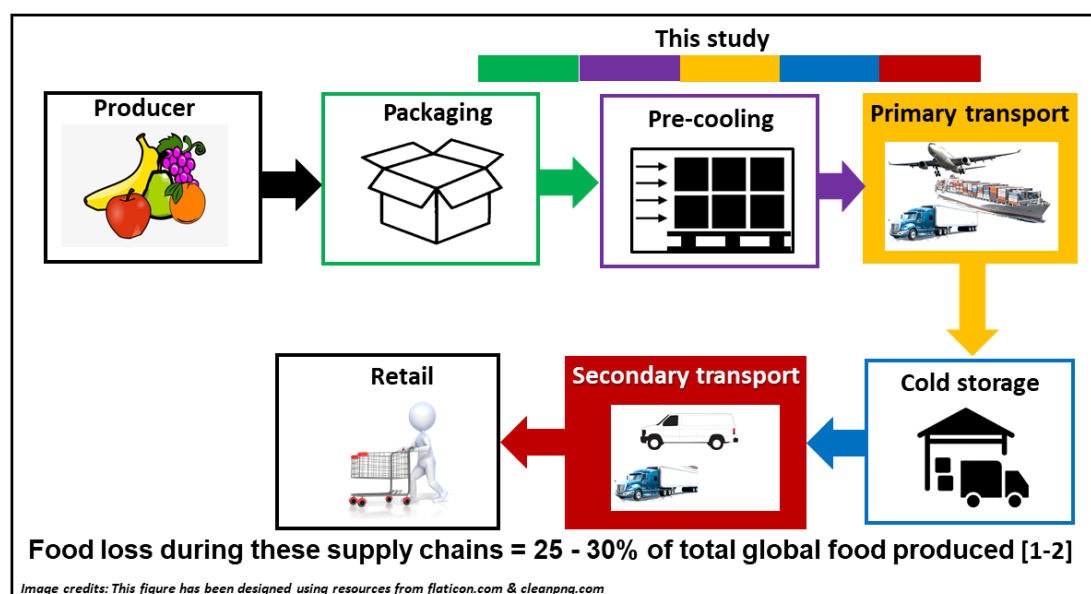 This study
Producer
Packaging
Pre-cooling
Primary transport
Retail
Secondary transport
Cold storage
Food loss during these supply chains = 25 - 30% of total global food produced [1-2]
Image credits: This figure has been designed using resources from flaticon.com & cleanpng.com